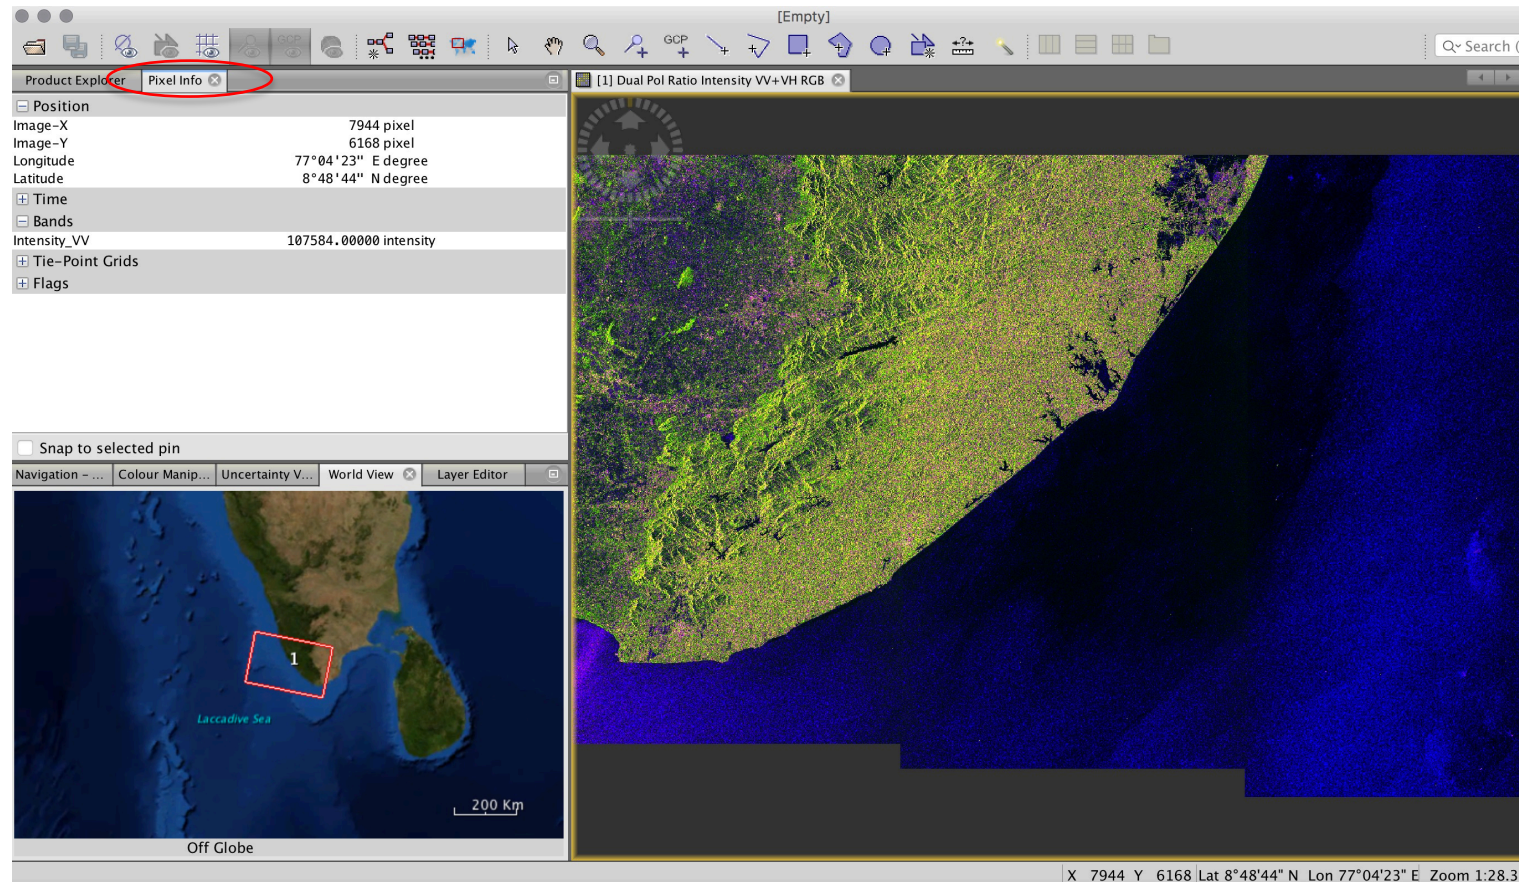 [Empty]
GCP
GCP
Search (
Product Explorer
Pixel Info
[1] Dual Pol Ratio Intensity VV+VH RGB
Position
Image-X 7944 pixel
Image-Y 6168 pixel
Longitude 77°04'23" E degree
Latitude 8°48'44" N degree
Time
Bands
Intensity_VV 107584.00000 intensity
Tie-Point Grids
Flags
Snap to selected pin
Navigation - ...
Colour Manip...
Uncertainty V...
World View
Layer Editor
1
Laccadive Sea
200 Km
Off Globe
X 7944 Y 6168 Lat 8°48'44" N Lon 77°04'23" E Zoom 1:28.3